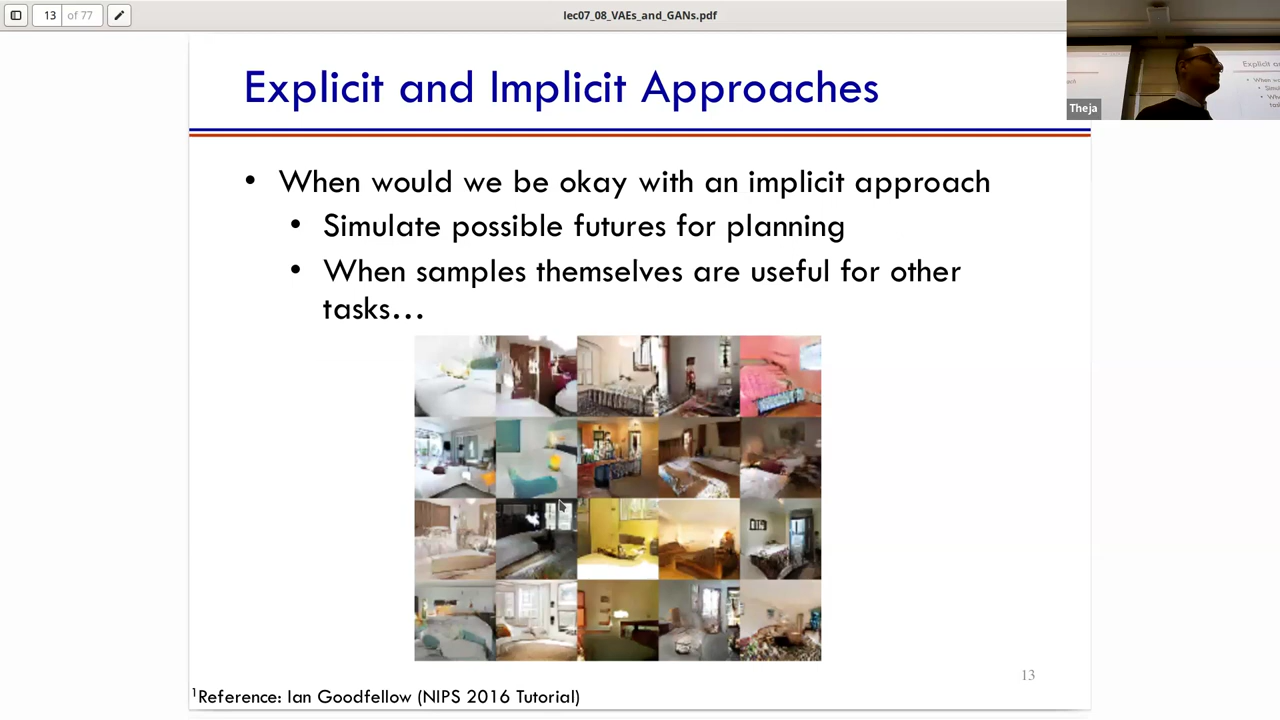 13 of 77
lec07_08_VAEs_and_GANs.pdf
Theja
Explicit and Implicit Approaches
• When would we be okay with an implicit approach
• Simulate possible futures for planning
• When samples themselves are useful for other
tasks…
13
¹Reference: Ian Goodfellow (NIPS 2016 Tutorial)